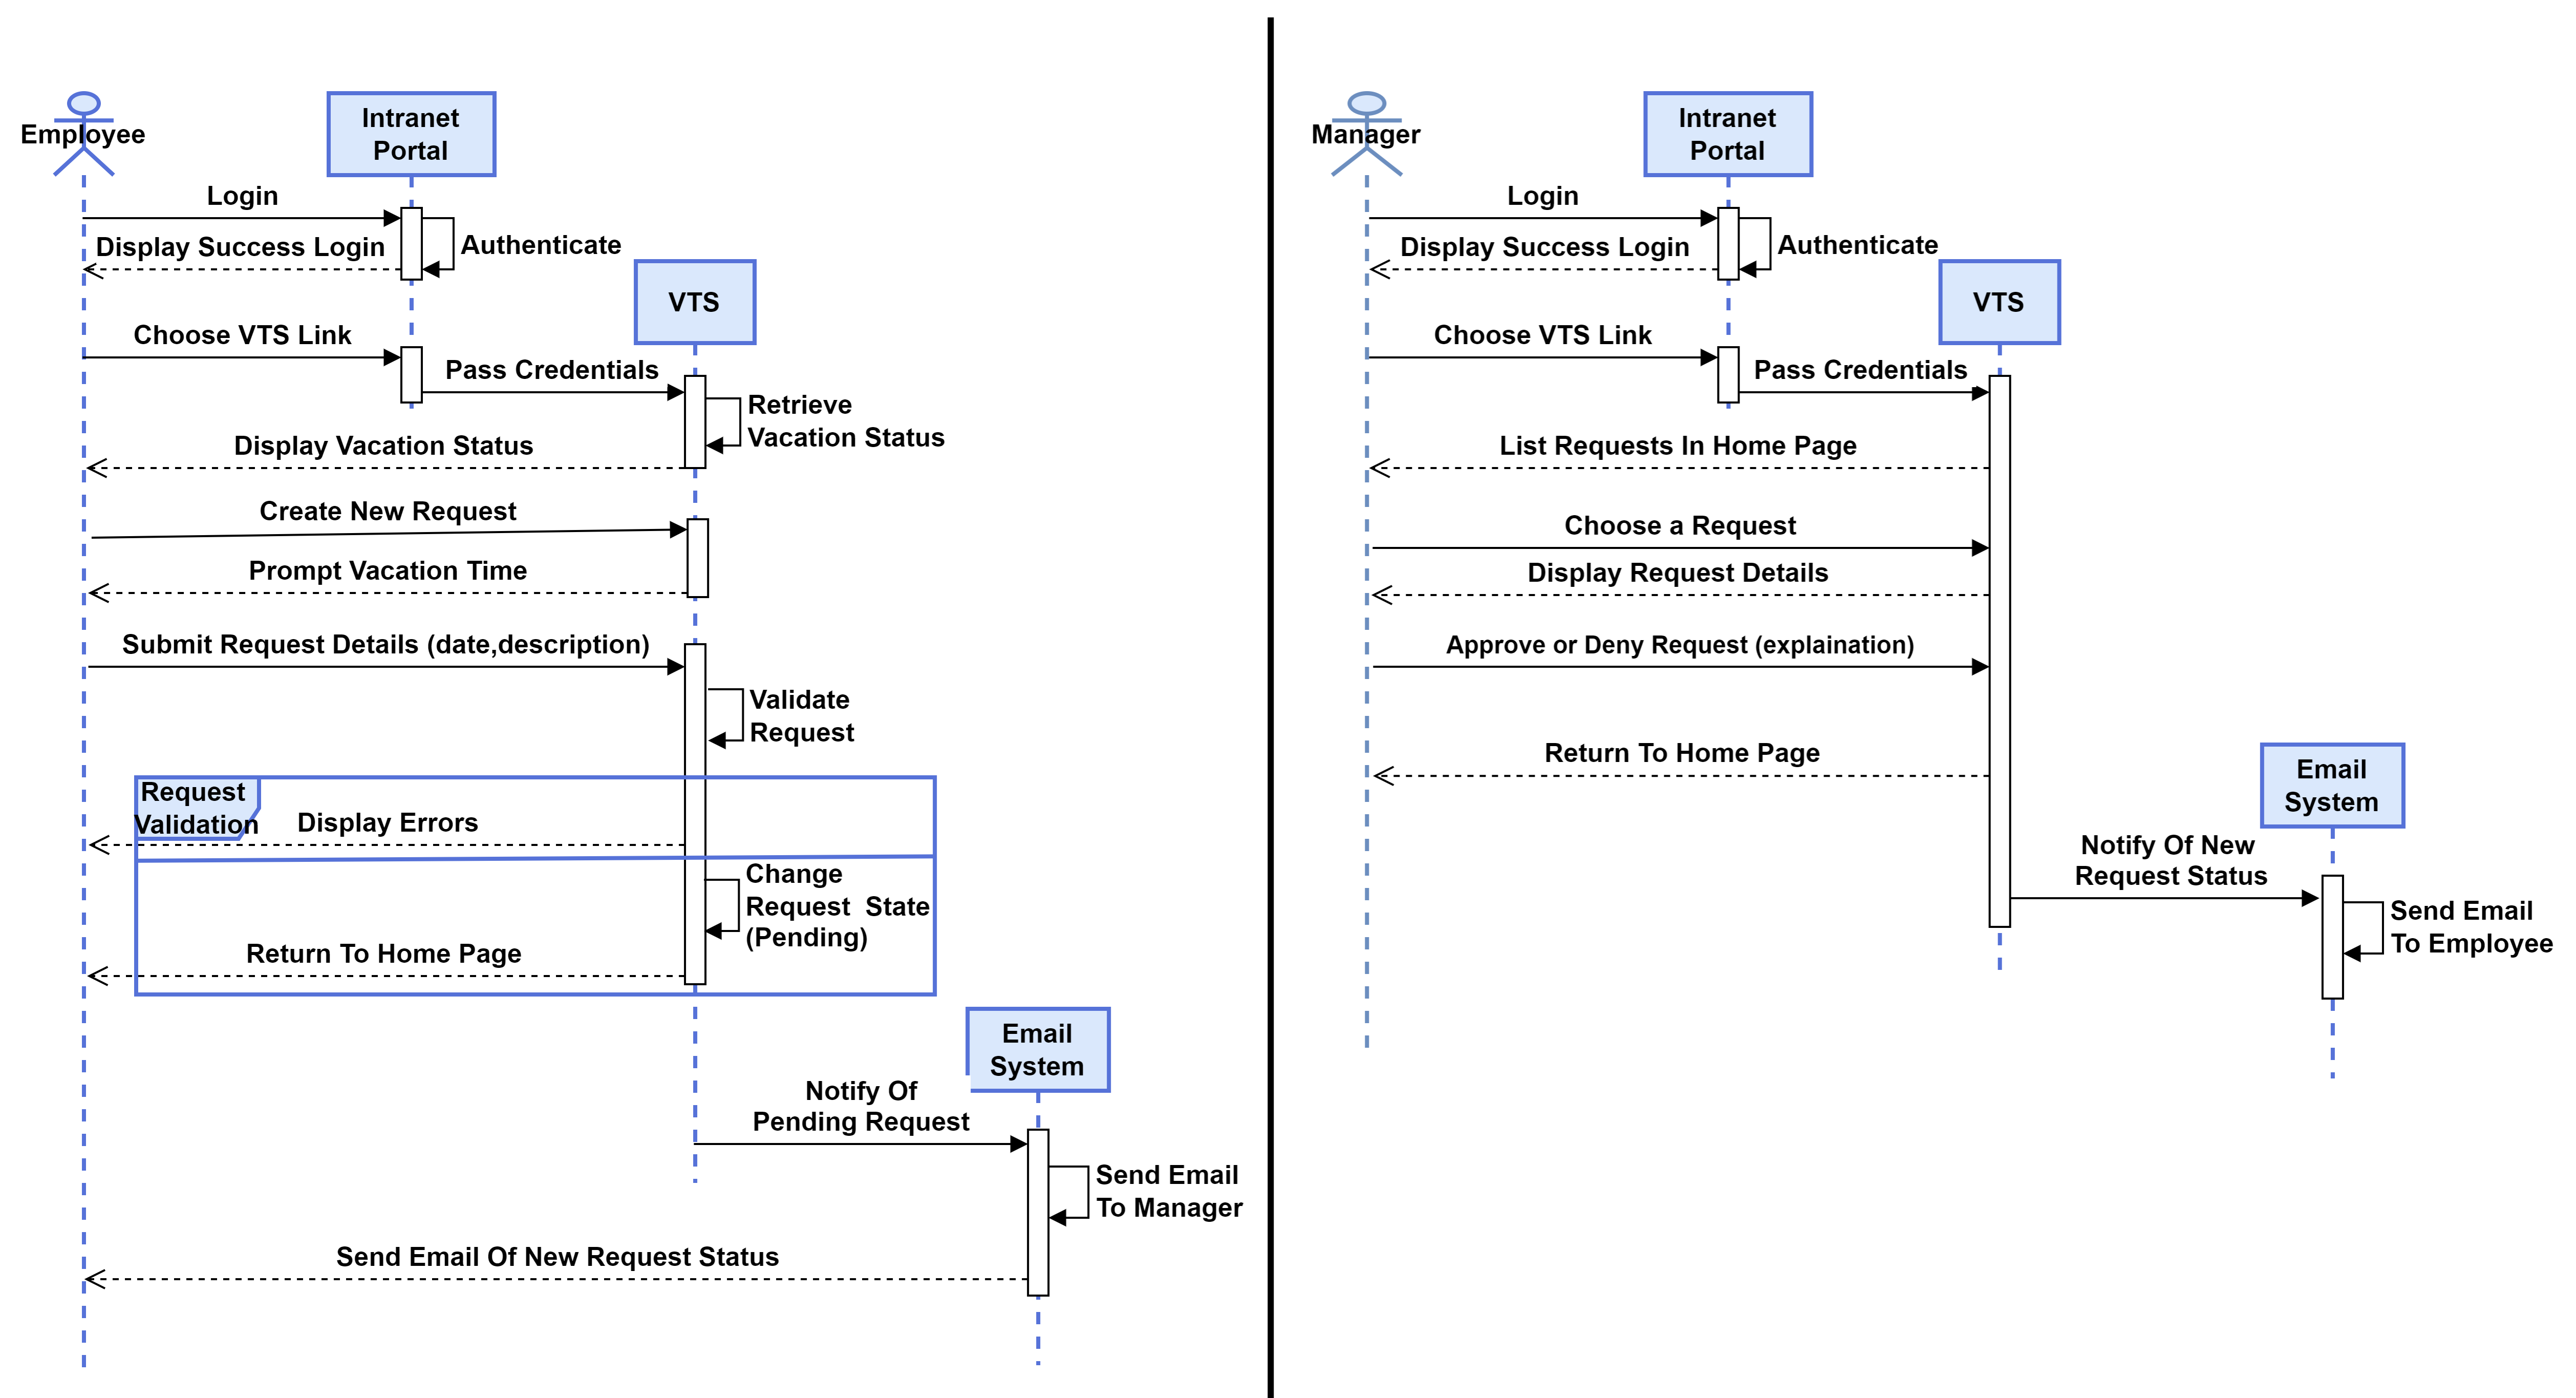 Employee
Intranet
Portal
Login
Display Success Login
Authenticate
VTS
Choose VTS Link
Pass Credentials
Retrieve
Vacation Status
Display Vacation Status
Create New Request
Prompt Vacation Time
Submit Request Details (date,description)
Validate
Request
Request
Validation
Display Errors
Change
Request State
(Pending)
Return To Home Page
Email
System
Notify Of
Pending Request
Send Email
To Manager
Send Email Of New Request Status
Manager
Intranet
Portal
Login
Display Success Login
Authenticate
VTS
Choose VTS Link
Pass Credentials
List Requests In Home Page
Choose a Request
Display Request Details
Approve or Deny Request (explaination)
Return To Home Page
Email
System
Notify Of New
Request Status
Send Email
To Employee